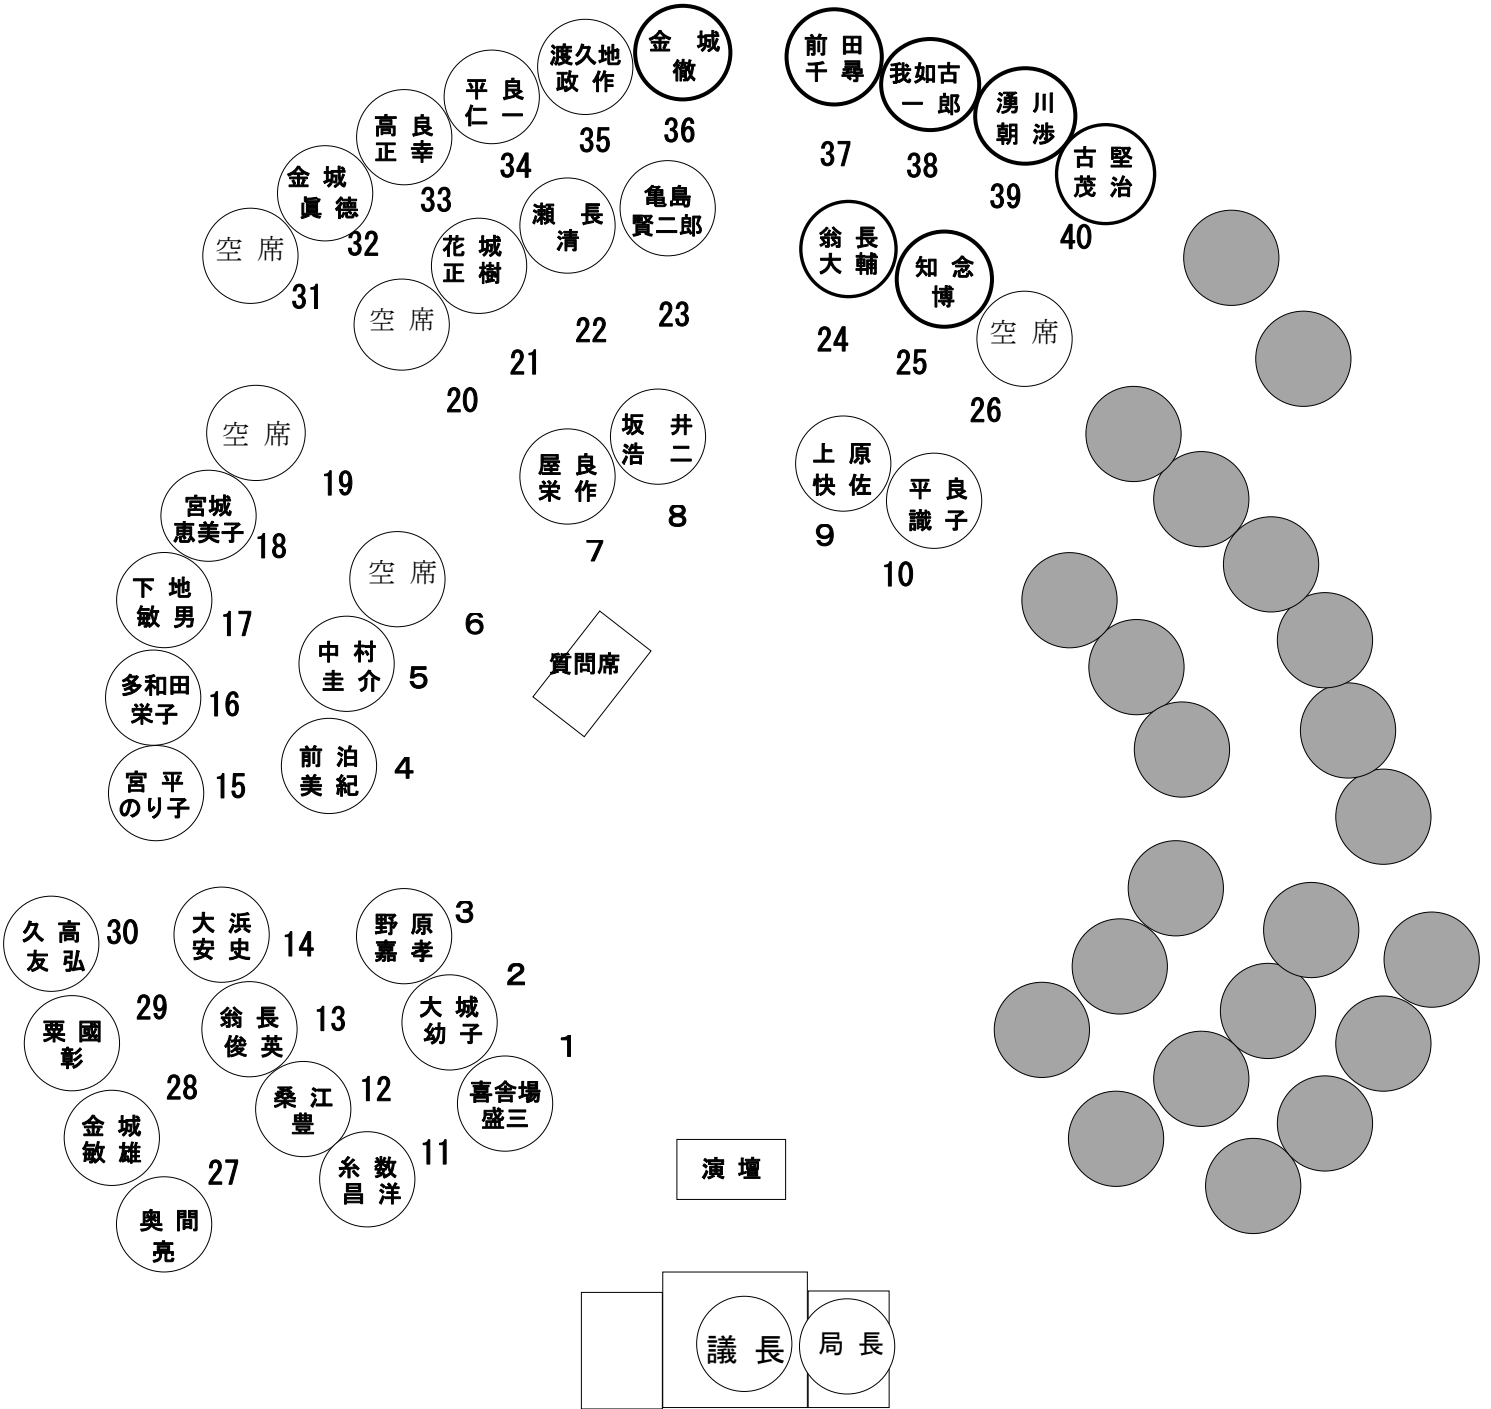 金 城
徹
36
渡久地
政 作
35
平 良
仁 一
34
高 良
正 幸
33
金 城
眞 徳
32
空 席
31
前 田
千 尋
37
我如古
一 郎
38
湧 川
朝 渉
39
古 堅
茂 治
40
亀島
賢二郎
23
瀬 長
清
22
花 城
正 樹
21
空 席
20
翁 長
大 輔
24
知 念
博
25
空 席
26
空 席
19
宮城
恵美子
18
下 地
敏 男
17
多和田
栄子
16
宮 平
のり子
15
坂 井
浩 二
8
屋 良
栄 作
7
上 原
快 佐
9
平 良
識 子
10
空 席
6
中 村
圭 介
5
前 泊
美 紀
4
質問席
久 高
友 弘
30
粟 國
彰
29
金 城
敏 雄
28
奥 間
亮
27
大 浜
安 史
14
翁 長
俊 英
13
桑 江
豊
12
糸 数
昌 洋
11
野 原
嘉 孝
3
大 城
幼 子
2
喜舎場
盛三
1
演 壇
議 長
局 長